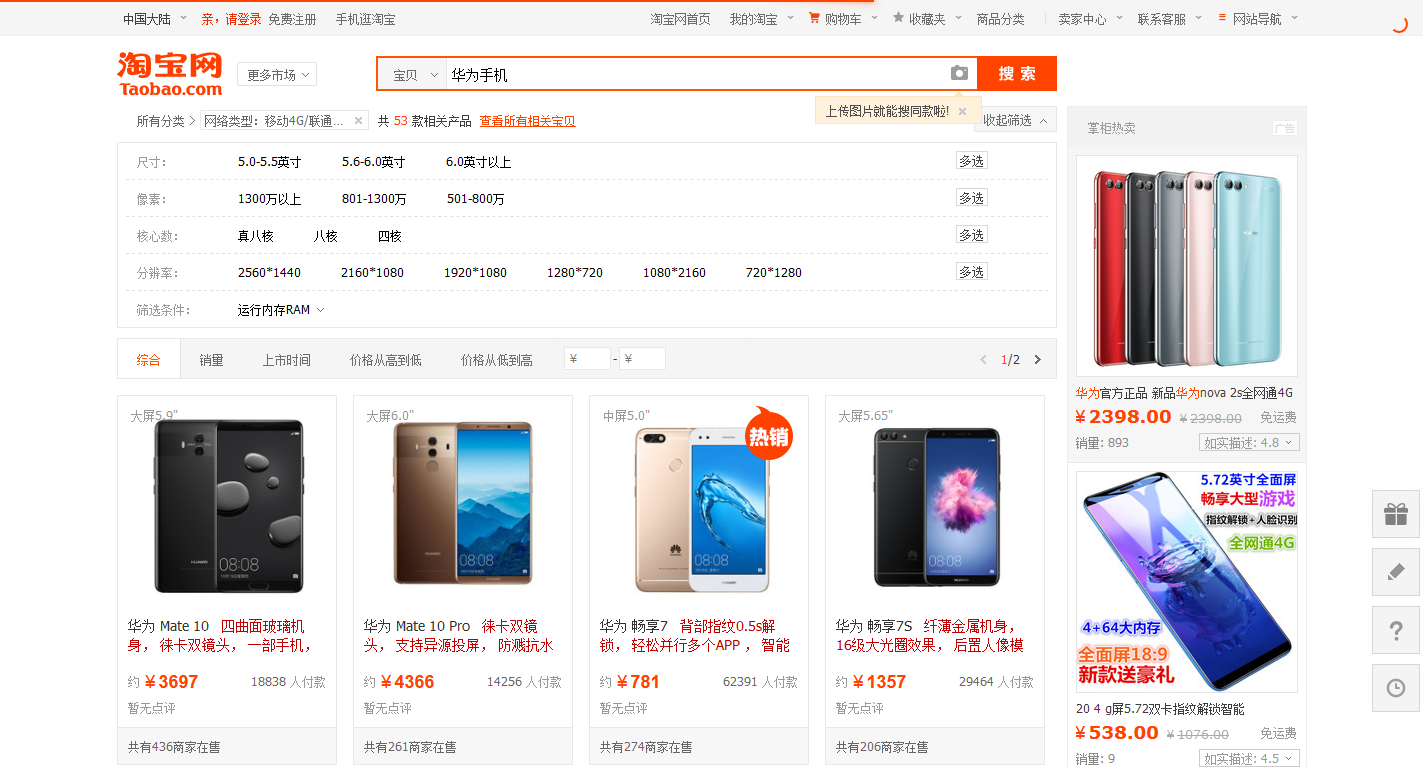 中国大陆 亲，请登录 免费注册 手机逛淘宝 淘宝网首页 我的淘宝 购物车 收藏夹 商品分类 卖家中心 联系客服 网站导航
淘宝网
Taobao.com
更多市场
宝贝 华为手机 搜索
上传图片就能搜同款啦!
所有分类 > 网络类型：移动4G/联通... 共 53 款相关产品 查看所有相关宝贝 收起筛选
尺寸： 5.0-5.5英寸 5.6-6.0英寸 6.0英寸以上 多选
像素： 1300万以上 801-1300万 501-800万 多选
核心数： 真八核 八核 四核 多选
分辨率： 2560*1440 2160*1080 1920*1080 1280*720 1080*2160 720*1280 多选
筛选条件： 运行内存RAM
综合 销量 上市时间 价格从高到低 价格从低到高 ¥ - ¥ 1/2
大屏5.9" 大屏6.0" 中屏5.0" 大屏5.65"
热销
HUAWEI 08:08
华为 Mate 10 四曲面玻璃机
身， 徕卡双镜头， 一部手机，
约 ¥3697 18838 人付款
暂无点评
共有436商家在售
HUAWEI 08:08
华为 Mate 10 Pro 徕卡双镜
头， 支持异源投屏， 防溅抗水
约 ¥4366 14256 人付款
暂无点评
共有261商家在售
08:08
华为 畅享7 背部指纹0.5s解
锁， 轻松并行多个APP ， 智能
约 ¥781 62391 人付款
暂无点评
共有274商家在售
08:08
华为 畅享7S 纤薄金属机身，
16级大光圈效果， 后置人像模
约 ¥1357 29464 人付款
暂无点评
共有206商家在售
掌柜热卖 广告
华为官方正品 新品华为nova 2s全网通4G
¥2398.00 ¥2398.00 免运费
销量: 893 如实描述: 4.8
5.72英寸全面屏
畅享大型游戏
指纹解锁+人脸识别
全网通4G
4+64大内存
全面屏18:9
新款送豪礼
20 4 g屏5.72双卡指纹解锁智能
¥538.00 ¥1076.00 免运费
销量: 9 如实描述: 4.5